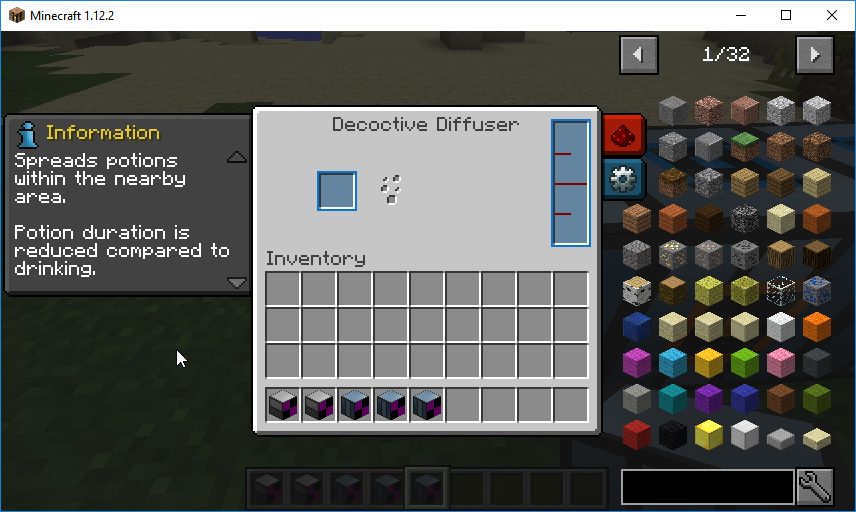 Minecraft 1.12.2
1/32
Information
Spreads potions
within the nearby
area.
Potion duration is
reduced compared to
drinking.
Decoctive Diffuser
Inventory